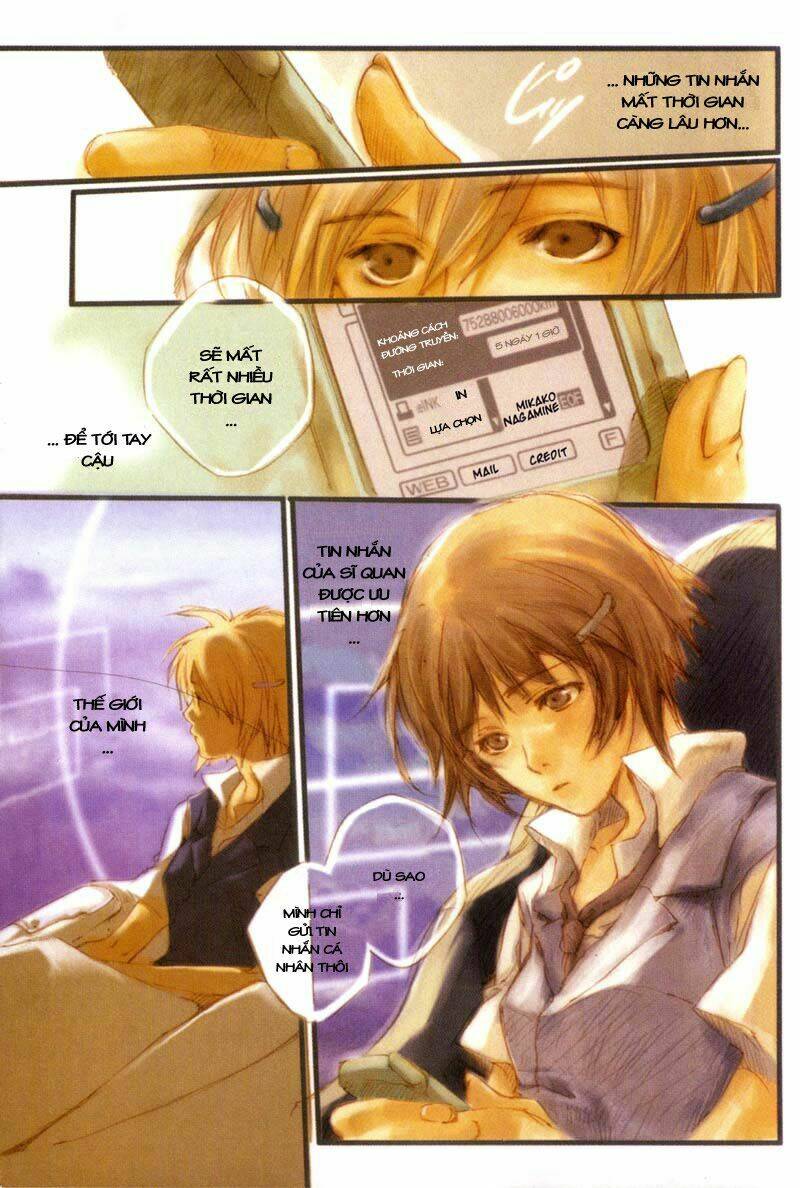 ... NHỮNG TIN NHẮN
MẤT THỜI GIAN
CÀNG LÂU HƠN...
KHOẢNG CÁCH
ĐƯỜNG TRUYỀN:
75288006000km
THỜI GIAN:
5 NGÀY 1 GIỜ
eINK
IN
LỰA CHỌN
MIKAKO
NAGAMINE
EOF
WEB
MAIL
CREDIT
F
SẼ MẤT
RẤT NHIỀU
THỜI GIAN
...
... ĐỂ TỚI TAY
CẬU
TIN NHẮN
CỦA SĨ QUAN
ĐƯỢC ƯU
TIÊN HƠN
...
DÙ SAO
...
MÌNH CHỈ
GỬI TIN
NHẮN CÁ
NHÂN THÔI
THẾ GIỚI
CỦA MÌNH
...